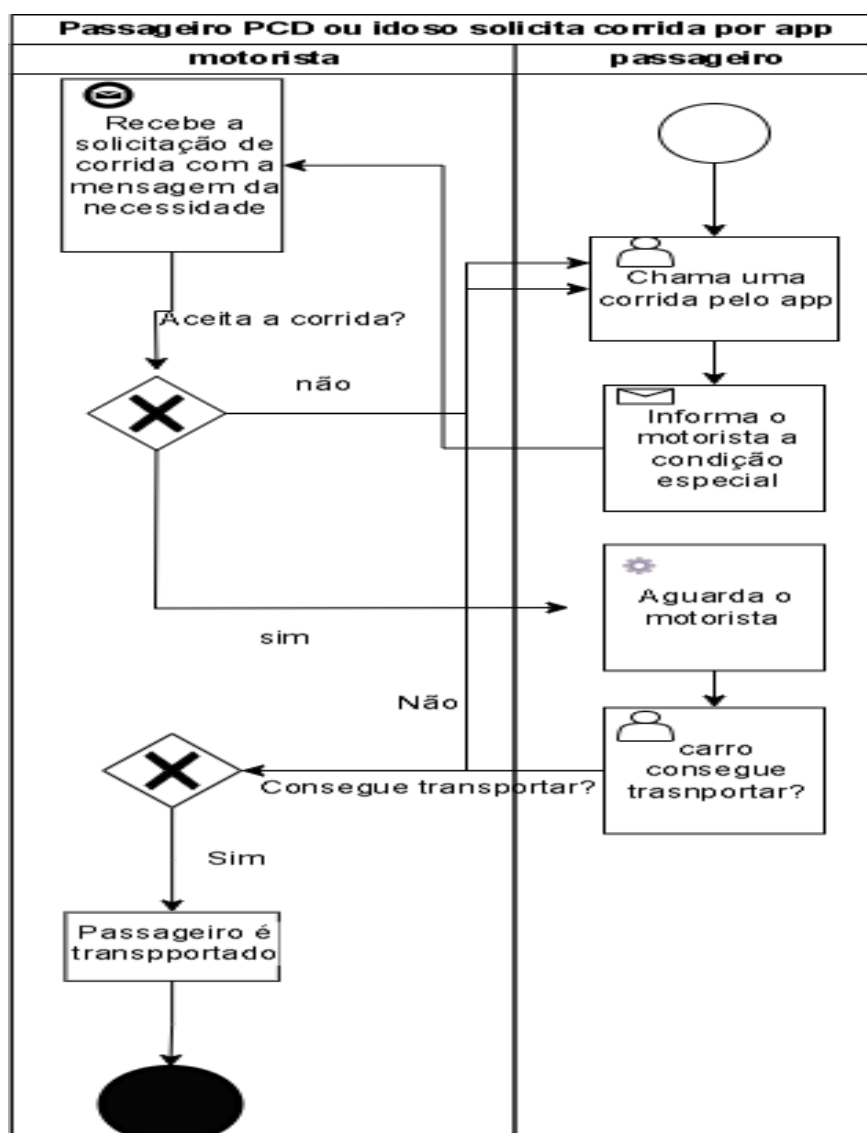 Passageiro PCD ou idoso solicita corrida por app
motorista
passageiro
Recebe a
solicitação de
corrida com a
mensagem da
necessidade
Chama uma
corrida pelo app
Aceita a corrida?
não
Informa o
motorista a
condição
especial
Aguarda o
motorista
sim
Não
carro
consegue
trasnportar?
Consegue transportar?
Sim
Passageiro é
transpportado